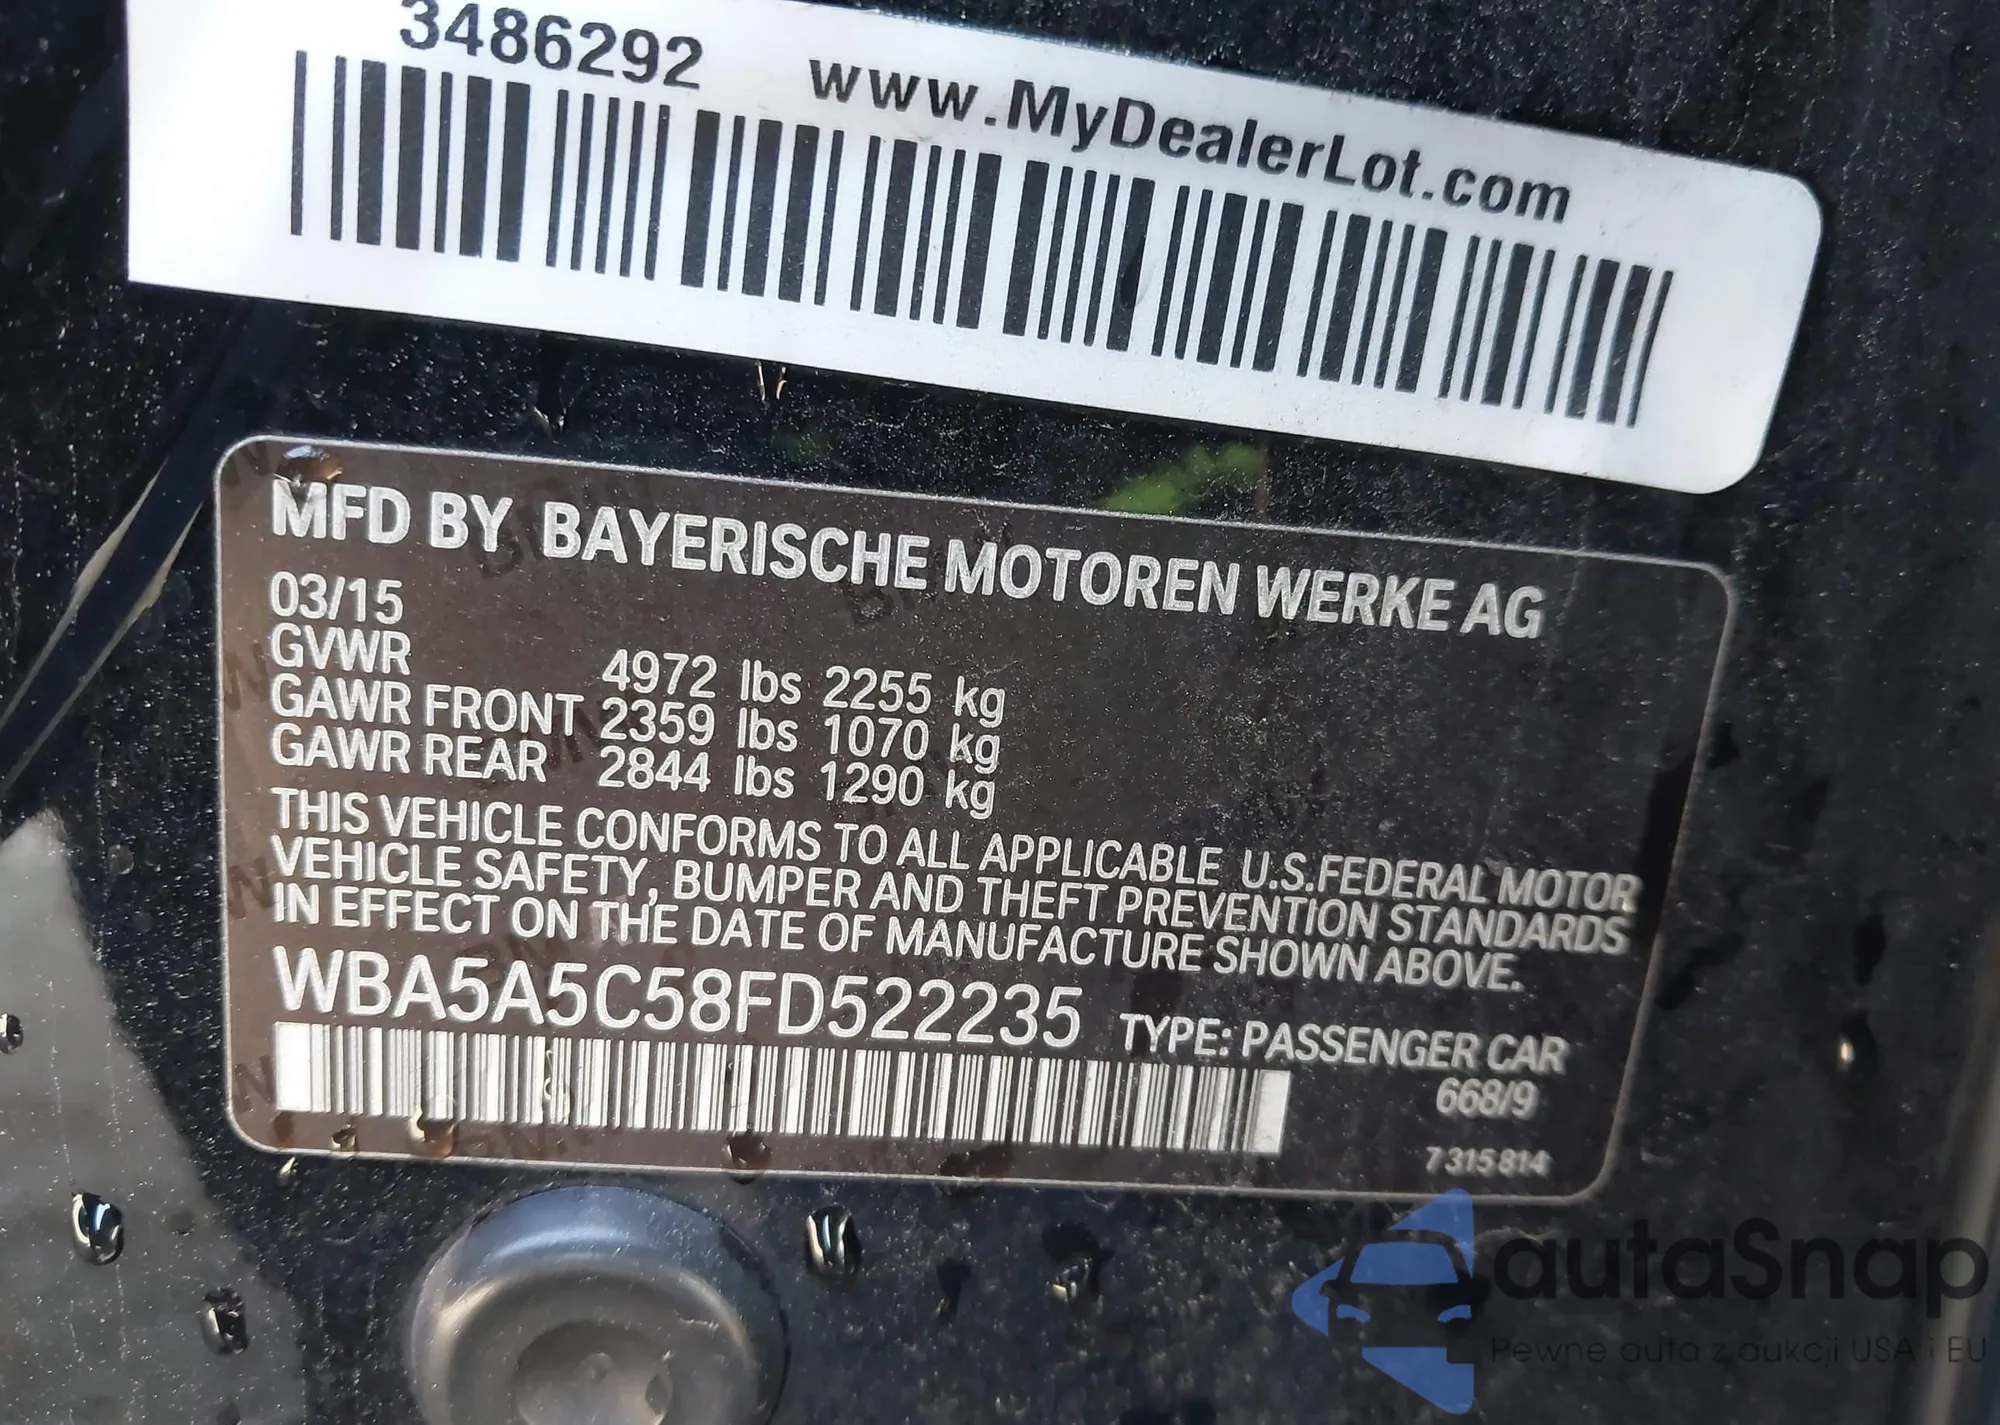 3486292 www.MyDealerLot.com
MFD BY BAYERISCHE MOTOREN WERKE AG
03/15
GVWR 4972 lbs 2255 kg
GAWR FRONT 2359 lbs 1070 kg
GAWR REAR 2844 lbs 1290 kg
THIS VEHICLE CONFORMS TO ALL APPLICABLE U.S.FEDERAL MOTOR
VEHICLE SAFETY, BUMPER AND THEFT PREVENTION STANDARDS
IN EFFECT ON THE DATE OF MANUFACTURE SHOWN ABOVE.
WBA5A5C58FD522235 TYPE: PASSENGER CAR
668/9
7 315 814
autaSnap
Pewne auta z aukcji USA i EU